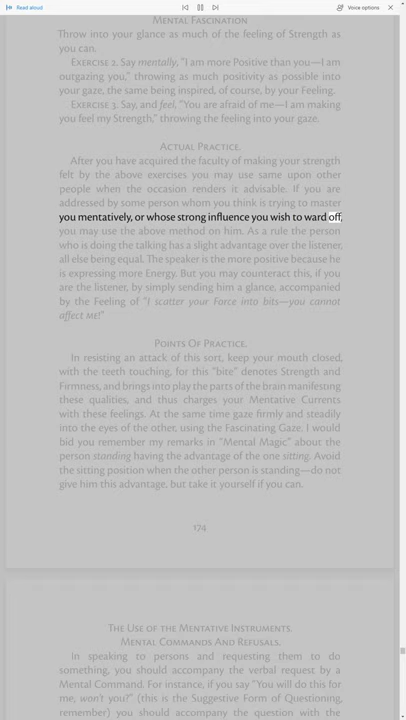 Read aloud
Voice options
MENTAL FASCINATION
Throw into your glance as much of the feeling of Strength as
you can.
EXERCISE 2. Say mentally, "I am more Positive than you—I am
outgazing you," throwing as much positivity as possible into
your gaze, the same being inspired, of course, by your Feeling.
EXERCISE 3. Say, and feel, "You are afraid of me—I am making
you feel my Strength," throwing the feeling into your gaze.
ACTUAL PRACTICE.
After you have acquired the faculty of making your strength
felt by the above exercises you may use same upon other
people when the occasion renders it advisable. If you are
addressed by some person whom you think is trying to master
you mentatively, or whose strong influence you wish to ward off,
you may use the above method on him. As a rule the person
who is doing the talking has a slight advantage over the listener,
all else being equal. The speaker is the more positive because he
is expressing more Energy. But you may counteract this, if you
are the listener, by simply sending him a glance, accompanied
by the Feeling of "I scatter your Force into bits—you cannot
affect ME!"
POINTS OF PRACTICE.
In resisting an attack of this sort, keep your mouth closed,
with the teeth touching, for this "bite" denotes Strength and
Firmness, and brings into play the parts of the brain manifesting
these qualities, and thus charges your Mentative Currents
with these feelings. At the same time gaze firmly and steadily
into the eyes of the other, using the Fascinating Gaze. I would
bid you remember my remarks in "Mental Magic" about the
person standing having the advantage of the one sitting. Avoid
the sitting position when the other person is standing—do not
give him this advantage, but take it yourself if you can.
174
THE USE OF THE MENTATIVE INSTRUMENTS.
MENTAL COMMANDS AND REFUSALS.
In speaking to persons and requesting them to do
something, you should accompany the verbal request by a
Mental Command. For instance, if you say "You will do this for
me, won't you?" (this is the Suggestive Form of Questioning,
remember) you should accompany the question with the